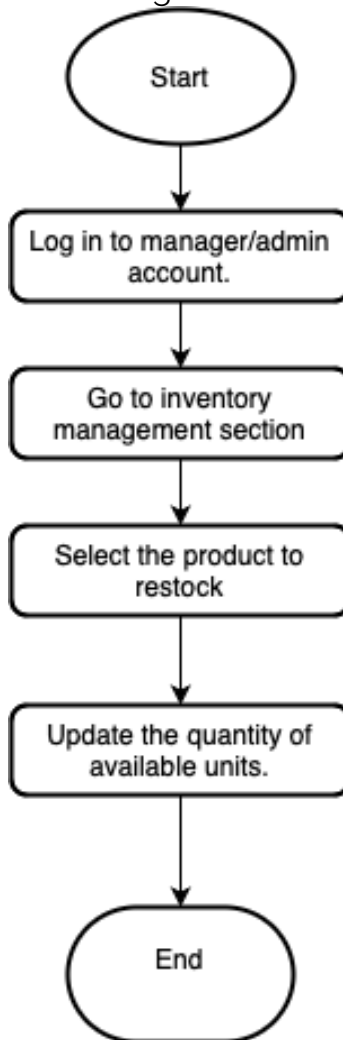 Start
Log in to manager/admin
account.
Go to inventory
management section
Select the product to
restock
Update the quantity of
available units.
End